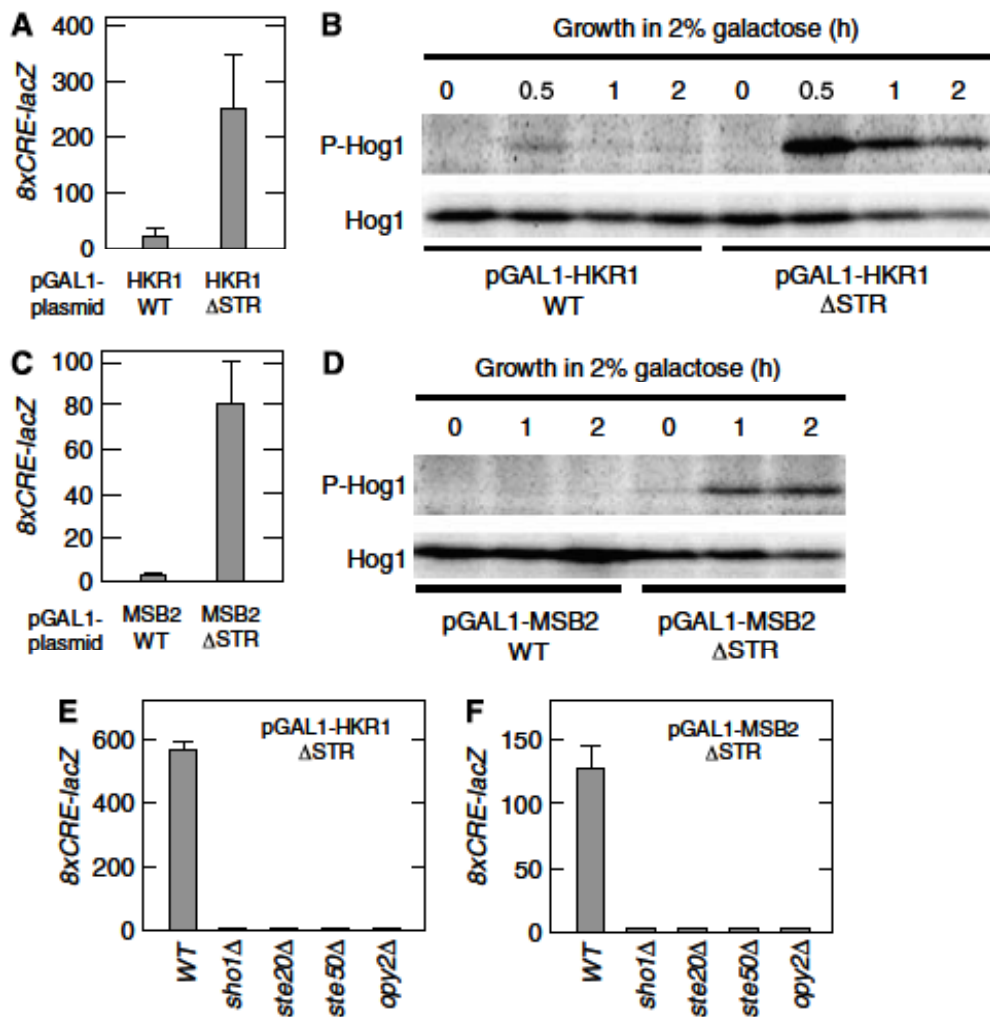 A
8xCRE-lacZ
400
300
200
100
0
pGAL1-
plasmid
HKR1
WT
HKR1
ΔSTR
B
Growth in 2% galactose (h)
0 0.5 1 2 0 0.5 1 2
P-Hog1
Hog1
pGAL1-HKR1
WT
pGAL1-HKR1
ΔSTR
C
8xCRE-lacZ
100
80
60
40
20
0
pGAL1-
plasmid
MSB2
WT
MSB2
ΔSTR
D
Growth in 2% galactose (h)
0 1 2 0 1 2
P-Hog1
Hog1
pGAL1-MSB2
WT
pGAL1-MSB2
ΔSTR
E
8xCRE-lacZ
600
400
200
0
pGAL1-HKR1
ΔSTR
WT
sho1Δ
ste20Δ
ste50Δ
opy2Δ
F
8xCRE-lacZ
150
100
50
0
pGAL1-MSB2
ΔSTR
WT
sho1Δ
ste20Δ
ste50Δ
opy2Δ